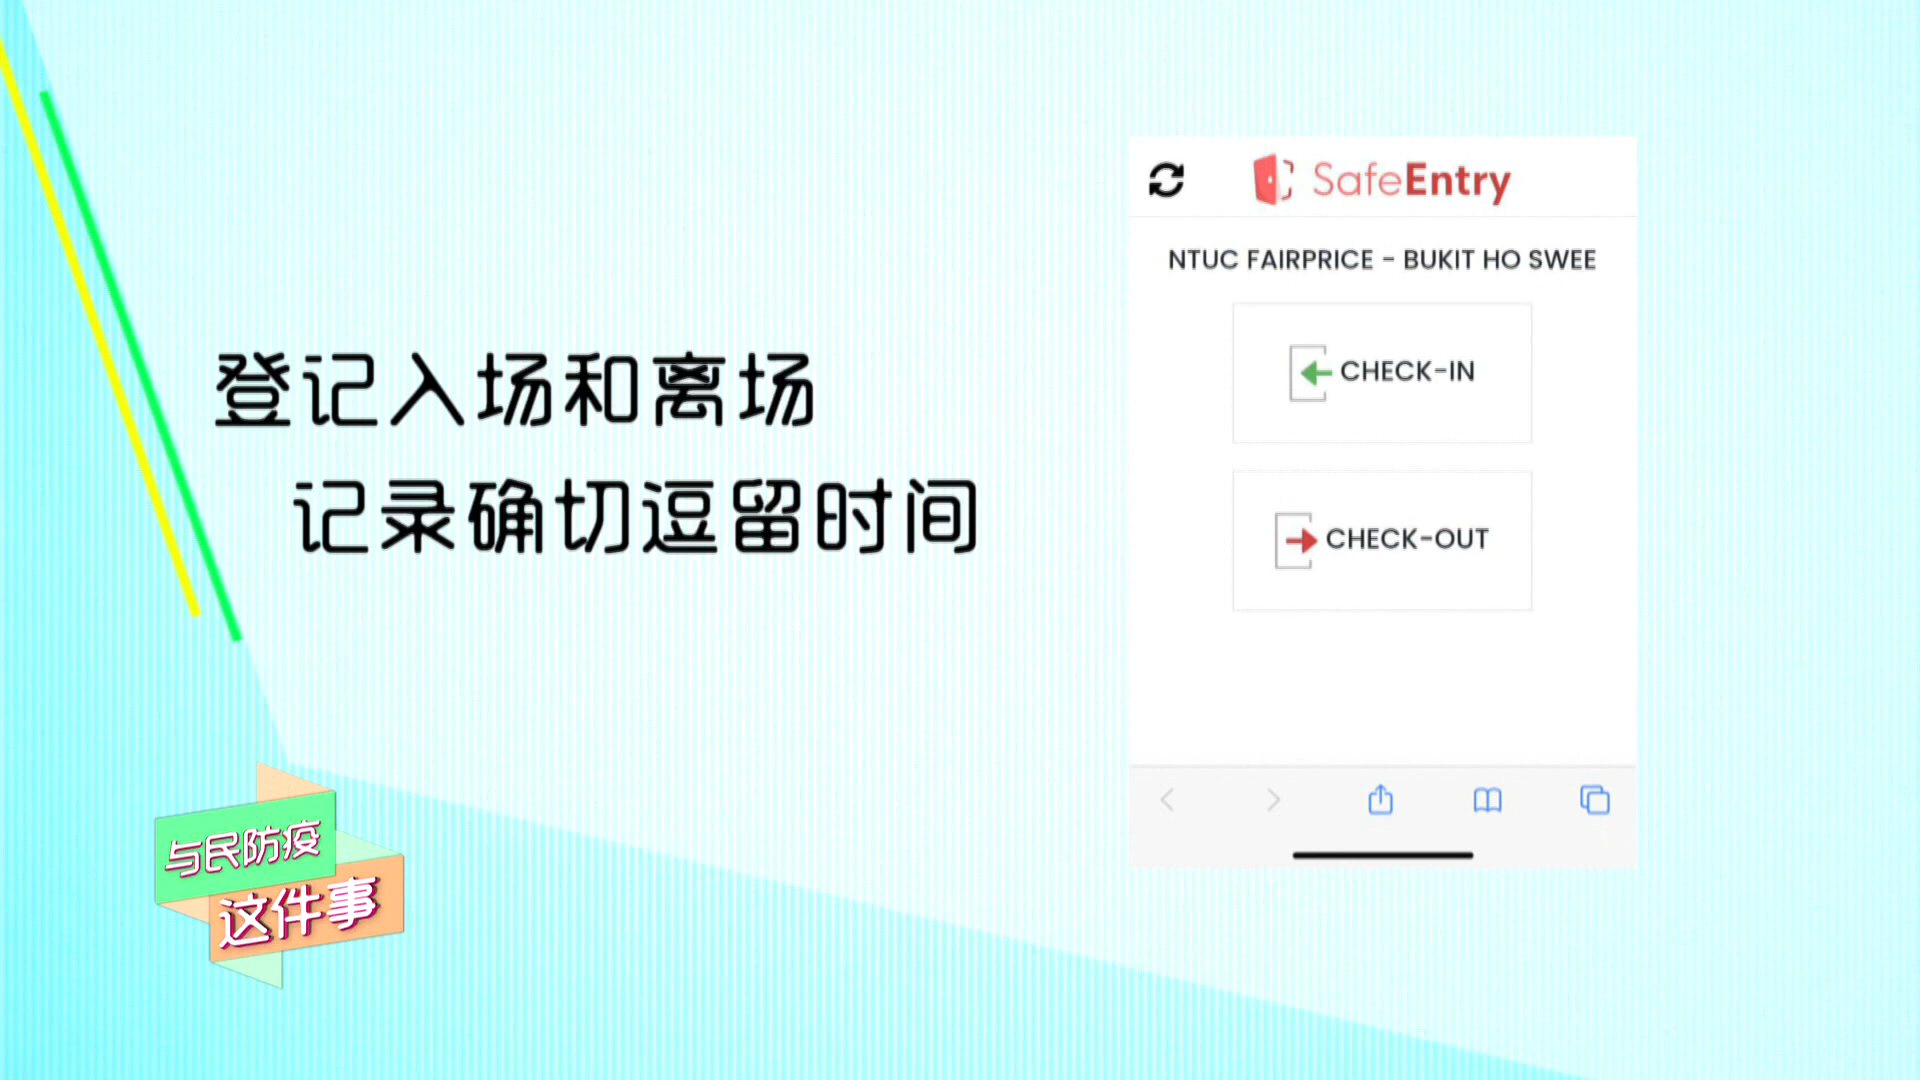 登记入场和离场
记录确切逗留时间
SafeEntry
NTUC FAIRPRICE - BUKIT HO SWEE
CHECK-IN
CHECK-OUT
与民防疫
这件事